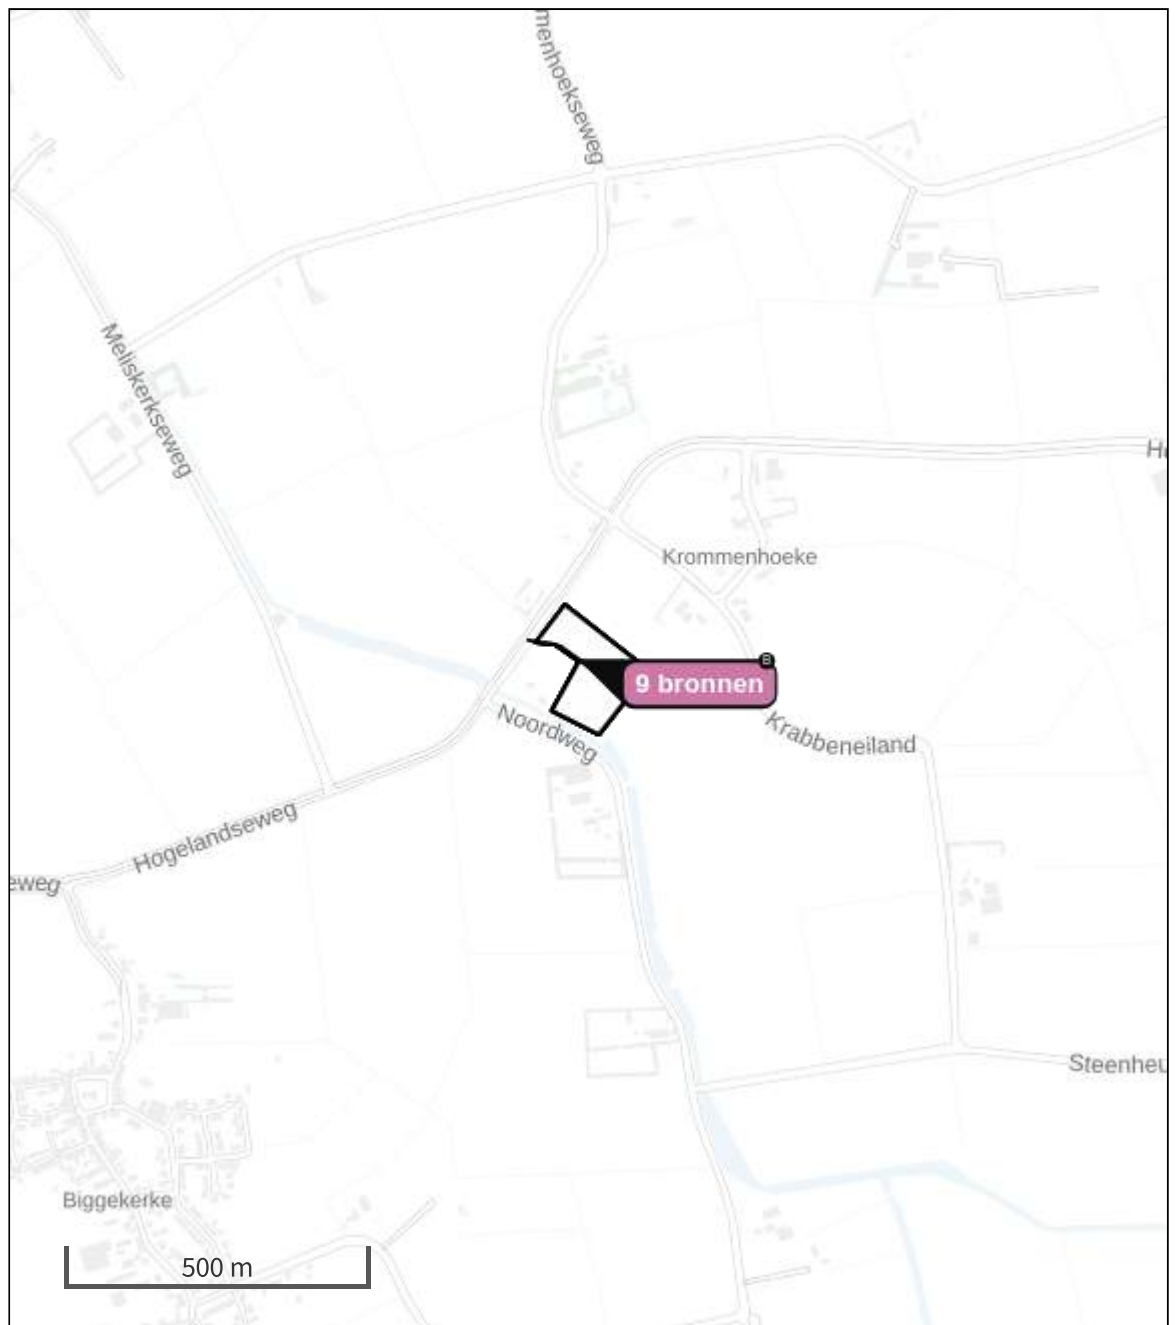 menhoekseweg
Meliskerkseweg
H
Krommenhoeke
B
9 bronnen
Noordweg
Krabbeneiland
Hogelandseweg
eweg
Steenheu
Biggekerke
500 m